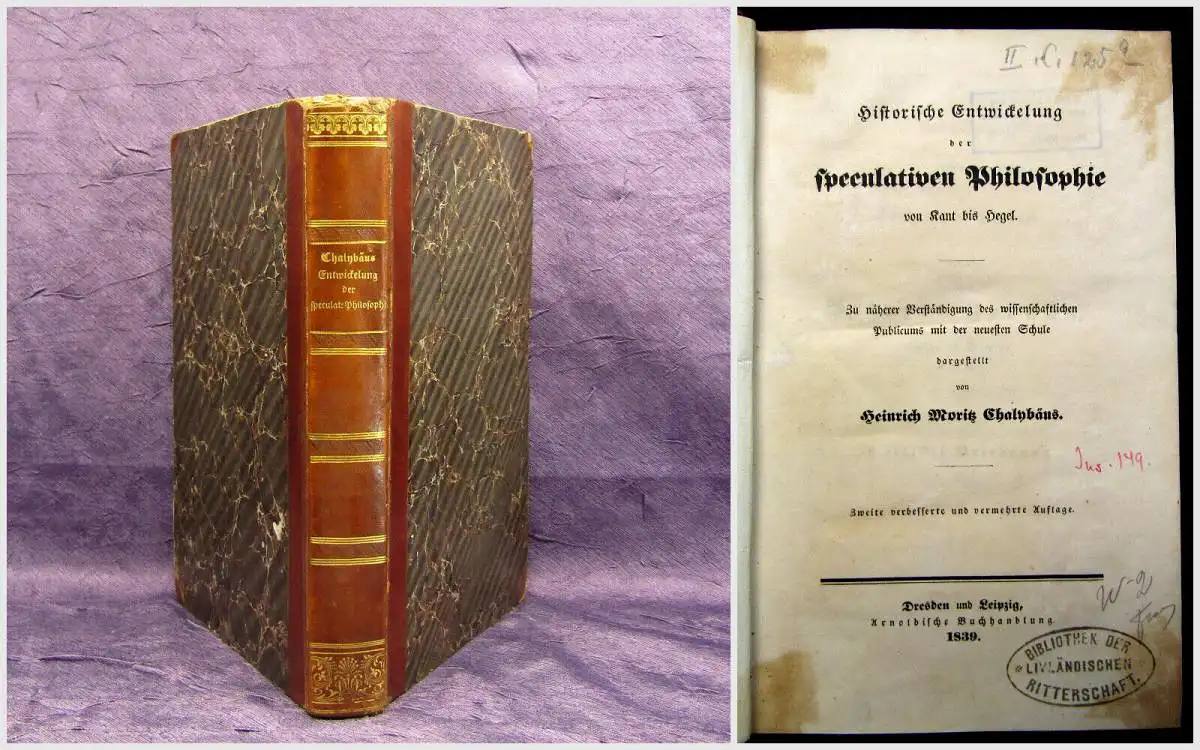 Chalybäus
Entwickelung
der
speculat: Philosoph.
II. C. 125
Historische Entwickelung
der
speculativen Philosophie
von Kant bis Hegel.
Zu näherer Verständigung des wissenschaftlichen
Publicums mit der neuesten Schule
dargestellt
von
Heinrich Moritz Chalybäus.
149.
Zweite verbesserte und vermehrte Auflage.
Dresden und Leipzig,
Arnoldische Buchhandlung
1839.
BIBLIOTHEK DER
LIVLÄNDISCHEN
RITTERSCHAFT.